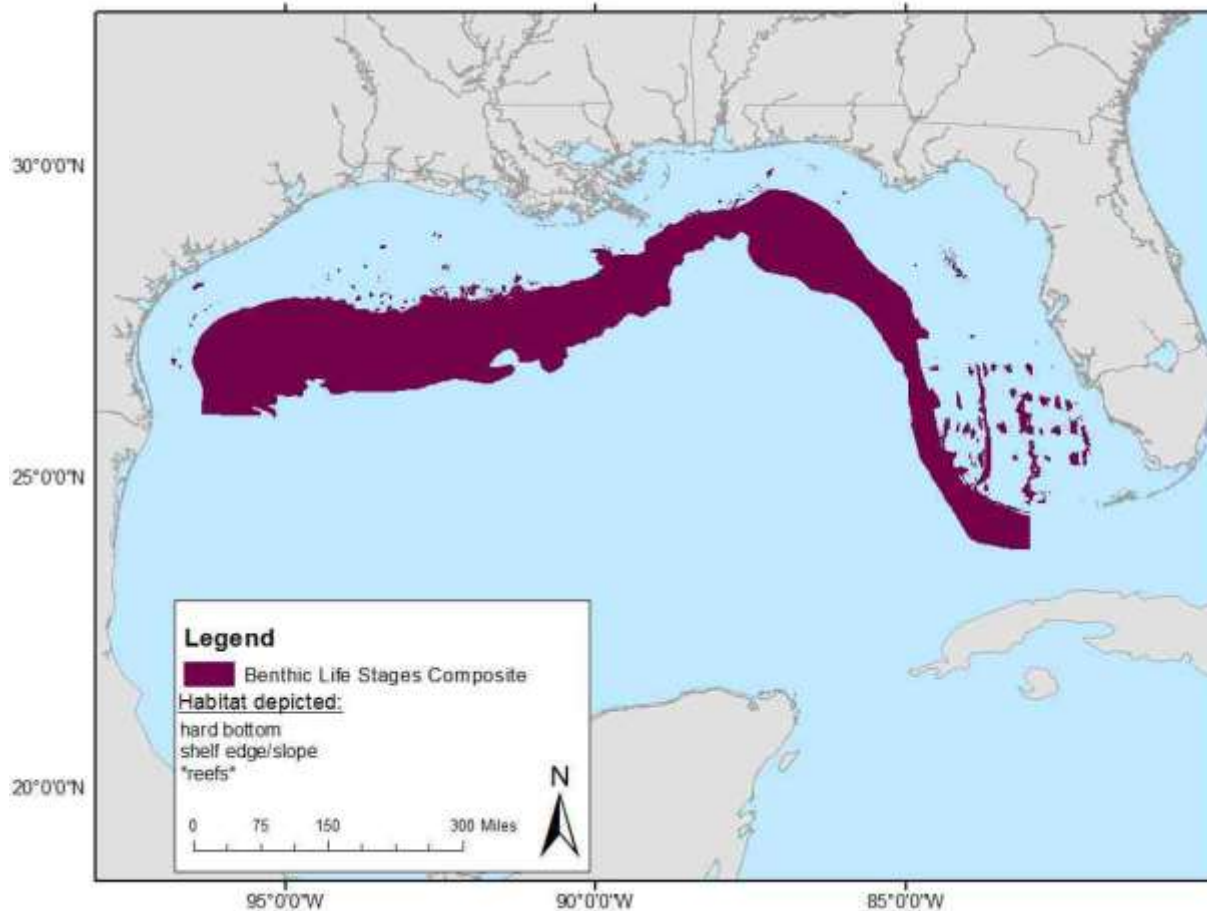 30°0'0"N
25°0'0"N
20°0'0"N
Legend
Benthic Life Stages Composite
Habitat depicted:
hard bottom
shelf edge/slope
*reefs*
N
0 75 150 300 Miles
95°0'0"W 90°0'0"W 85°0'0"W